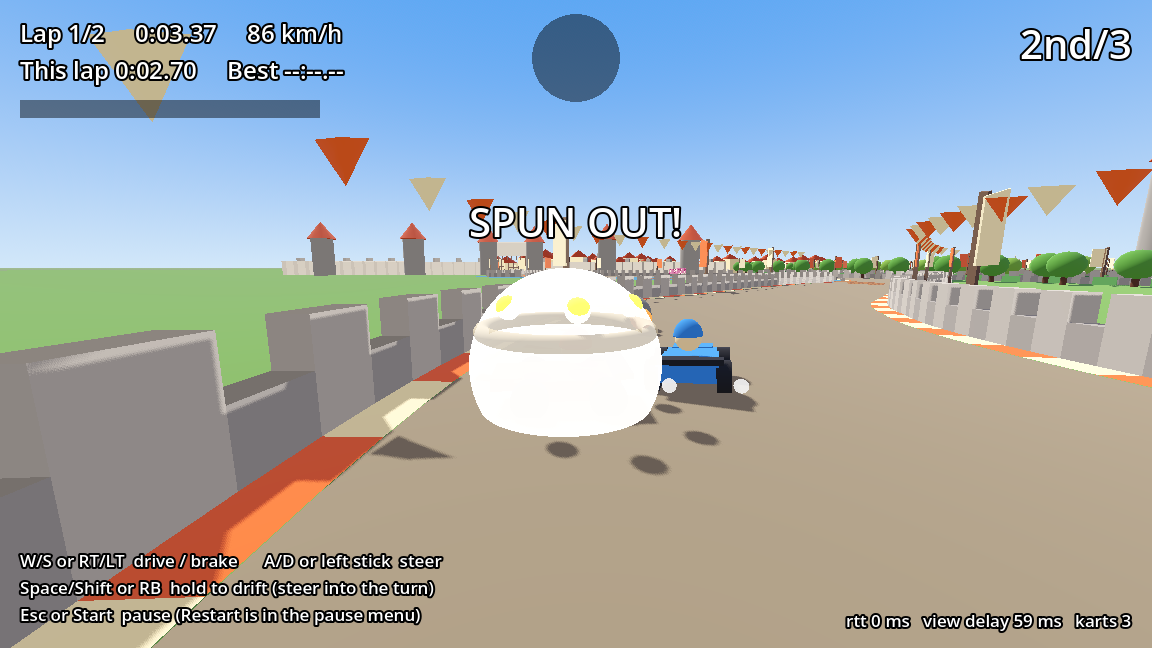 Lap 1/2 0:03.37 86 km/h
2nd/3
This lap 0:02.70 Best --:--.--
SPUN OUT!
W/S or RT/LT drive / brake A/D or left stick steer
Space/Shift or RB hold to drift (steer into the turn)
Esc or Start pause (Restart is in the pause menu)
rtt 0 ms view delay 59 ms karts 3